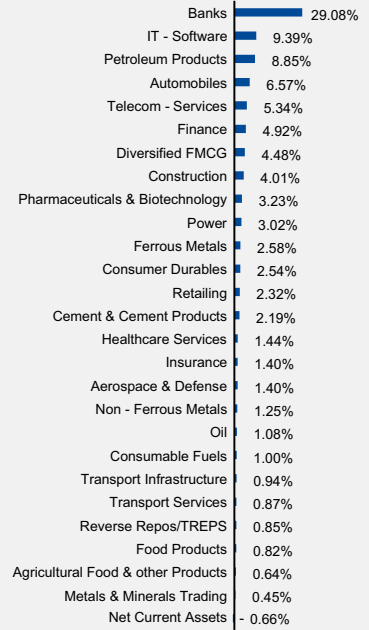 Banks 29.08%
IT - Software 9.39%
Petroleum Products 8.85%
Automobiles 6.57%
Telecom - Services 5.34%
Finance 4.92%
Diversified FMCG 4.48%
Construction 4.01%
Pharmaceuticals & Biotechnology 3.23%
Power 3.02%
Ferrous Metals 2.58%
Consumer Durables 2.54%
Retailing 2.32%
Cement & Cement Products 2.19%
Healthcare Services 1.44%
Insurance 1.40%
Aerospace & Defense 1.40%
Non - Ferrous Metals 1.25%
Oil 1.08%
Consumable Fuels 1.00%
Transport Infrastructure 0.94%
Transport Services 0.87%
Reverse Repos/TREPS 0.85%
Food Products 0.82%
Agricultural Food & other Products 0.64%
Metals & Minerals Trading 0.45%
Net Current Assets - 0.66%